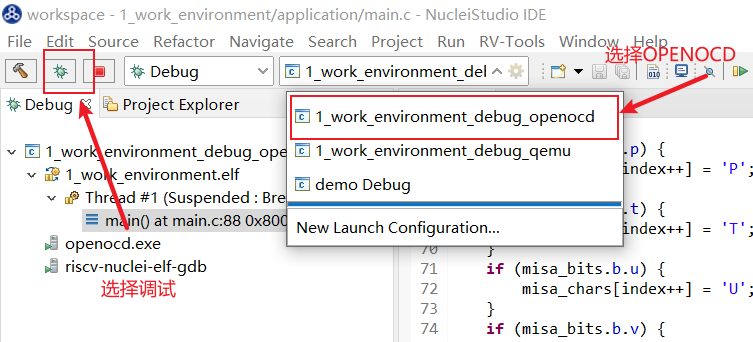 workspace - 1_work_environment/application/main.c - NucleiStudio IDE
File Edit Source Refactor Navigate Search Project Run RV-Tools Window Help
选择OPENOCD
Debug
1_work_environment_del
010
Debug
Project Explorer
1_work_environment_debug_openocd
1_work_environment_debug_qemu
demo Debug
New Launch Configuration...
1_work_environment_debug_ope
1_work_environment.elf
Thread #1 (Suspended : Bre
main() at main.c:88 0x800
openocd.exe
riscv-nuclei-elf-gdb
选择调试
.p) {
[index++] = 'P';
.t) {
[index++] = 'T';
70 }
71 if (misa_bits.b.u) {
72 misa_chars[index++] = 'U';
73 }
74 if (misa_bits.b.v) {